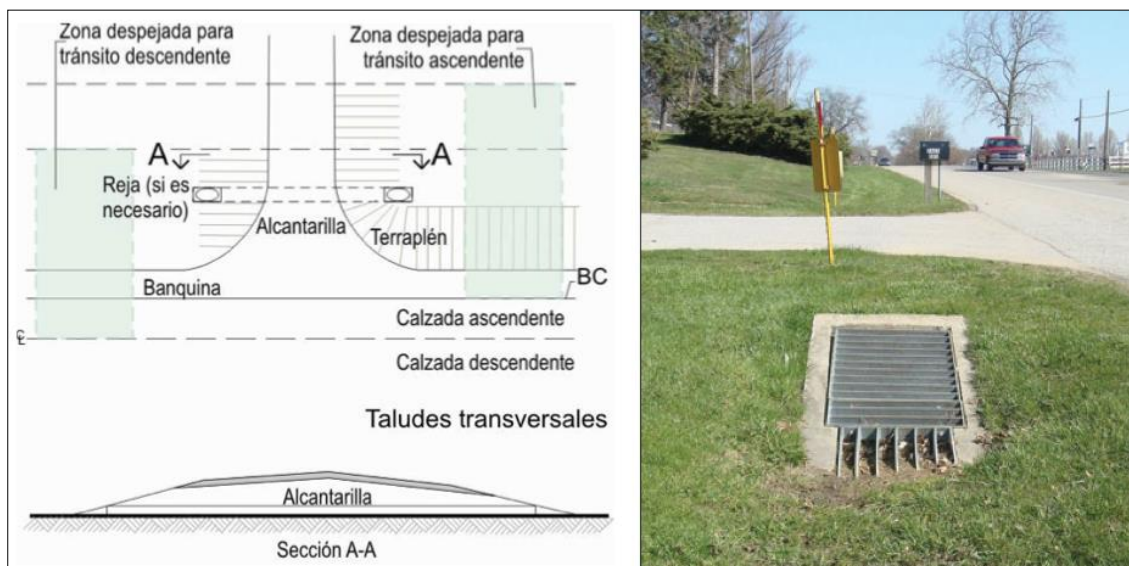 Zona despejada para
tránsito descendente
Zona despejada para
tránsito ascendente
A
A
Reja (si es
necesario)
Alcantarilla
Terraplén
Banquina
BC
Calzada ascendente
℄
Calzada descendente
Taludes transversales
Alcantarilla
Sección A-A